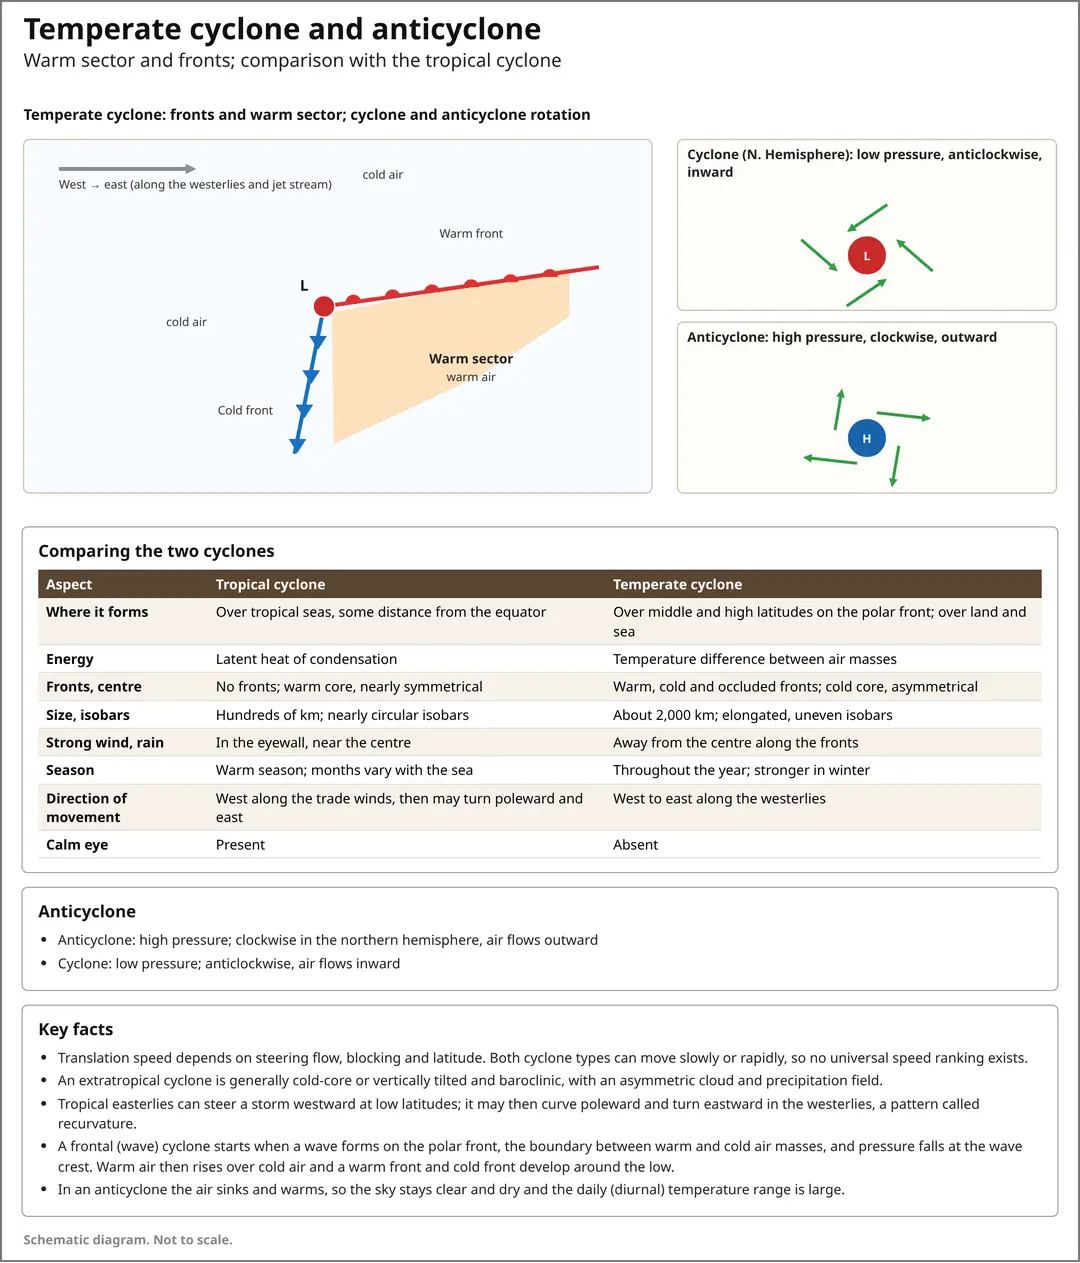 Temperate cyclone and anticyclone
Warm sector and fronts; comparison with the tropical cyclone
Temperate cyclone: fronts and warm sector; cyclone and anticyclone rotation
West → east (along the westerlies and jet stream)
cold air
Warm front
L
cold air
Warm sector
warm air
Cold front
Cyclone (N. Hemisphere): low pressure, anticlockwise,
inward
L
Anticyclone: high pressure, clockwise, outward
H
Comparing the two cyclones
Aspect Tropical cyclone Temperate cyclone
Where it forms Over tropical seas, some distance from the equator Over middle and high latitudes on the polar front; over land and
sea
Energy Latent heat of condensation Temperature difference between air masses
Fronts, centre No fronts; warm core, nearly symmetrical Warm, cold and occluded fronts; cold core, asymmetrical
Size, isobars Hundreds of km; nearly circular isobars About 2,000 km; elongated, uneven isobars
Strong wind, rain In the eyewall, near the centre Away from the centre along the fronts
Season Warm season; months vary with the sea Throughout the year; stronger in winter
Direction of West along the trade winds, then may turn poleward and West to east along the westerlies
movement east
Calm eye Present Absent
Anticyclone
• Anticyclone: high pressure; clockwise in the northern hemisphere, air flows outward
• Cyclone: low pressure; anticlockwise, air flows inward
Key facts
• Translation speed depends on steering flow, blocking and latitude. Both cyclone types can move slowly or rapidly, so no universal speed ranking exists.
• An extratropical cyclone is generally cold-core or vertically tilted and baroclinic, with an asymmetric cloud and precipitation field.
• Tropical easterlies can steer a storm westward at low latitudes; it may then curve poleward and turn eastward in the westerlies, a pattern called
recurvature.
• A frontal (wave) cyclone starts when a wave forms on the polar front, the boundary between warm and cold air masses, and pressure falls at the wave
crest. Warm air then rises over cold air and a warm front and cold front develop around the low.
• In an anticyclone the air sinks and warms, so the sky stays clear and dry and the daily (diurnal) temperature range is large.
Schematic diagram. Not to scale.